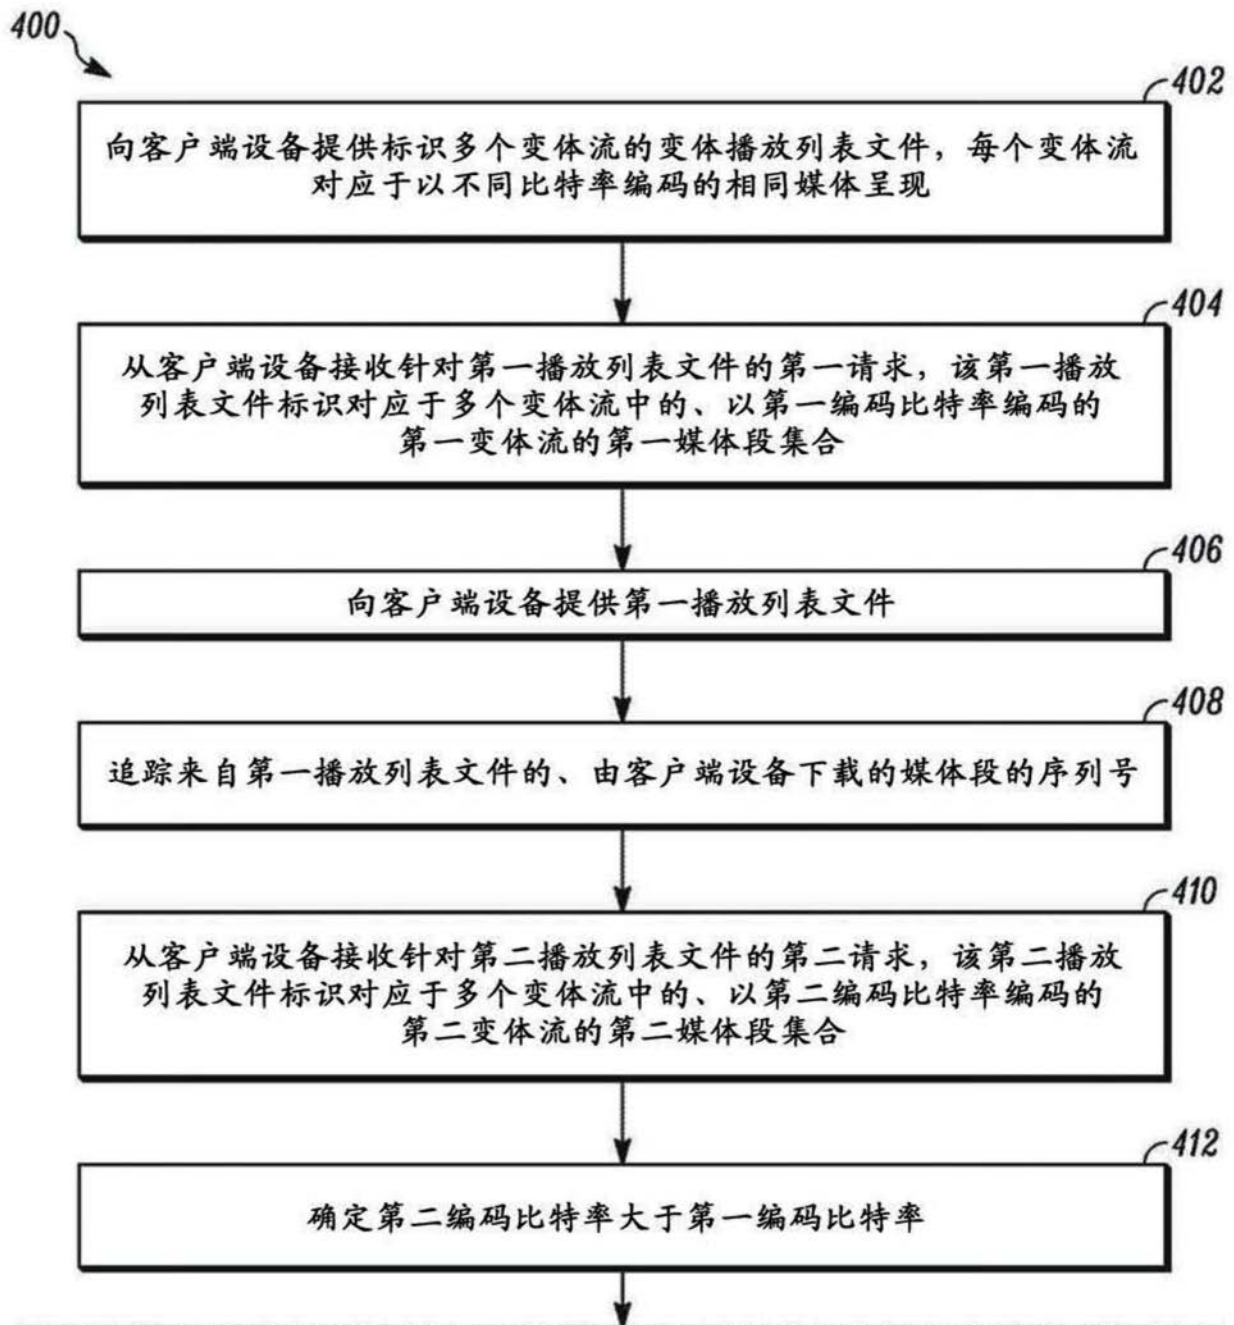 400
402
向客户端设备提供标识多个变体流的变体播放列表文件，每个变体流
对应于以不同比特率编码的相同媒体呈现
404
从客户端设备接收针对第一播放列表文件的第一请求，该第一播放
列表文件标识对应于多个变体流中的、以第一编码比特率编码的
第一变体流的第一媒体段集合
406
向客户端设备提供第一播放列表文件
408
追踪来自第一播放列表文件的、由客户端设备下载的媒体段的序列号
410
从客户端设备接收针对第二播放列表文件的第二请求，该第二播放
列表文件标识对应于多个变体流中的、以第二编码比特率编码的
第二变体流的第二媒体段集合
412
确定第二编码比特率大于第一编码比特率